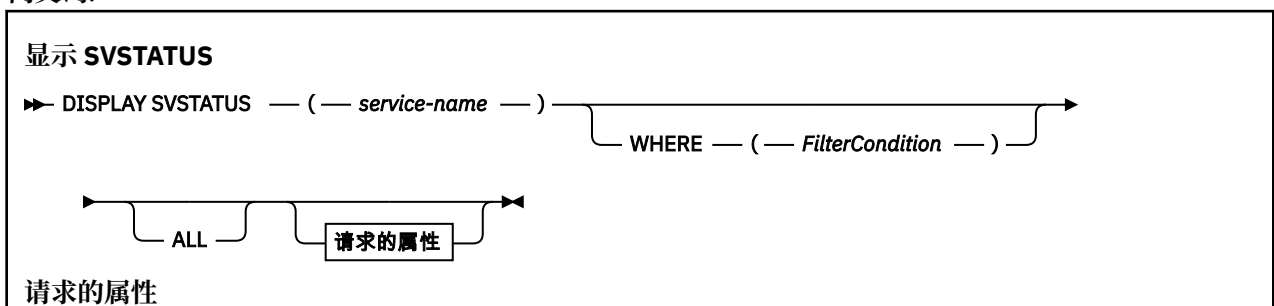 显示 SVSTATUS
DISPLAY SVSTATUS ( service-name )
WHERE ( FilterCondition )
ALL
请求的属性
请求的属性